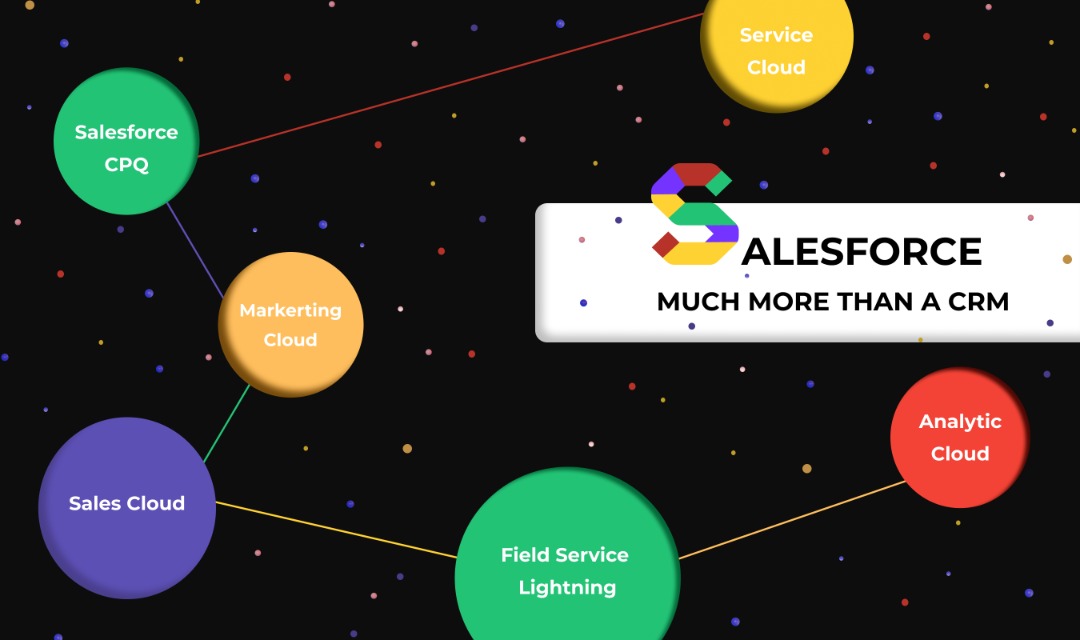 Service
Cloud
Salesforce
CPQ
SALESFORCE
MUCH MORE THAN A CRM
Markerting
Cloud
Analytic
Cloud
Sales Cloud
Field Service
Lightning